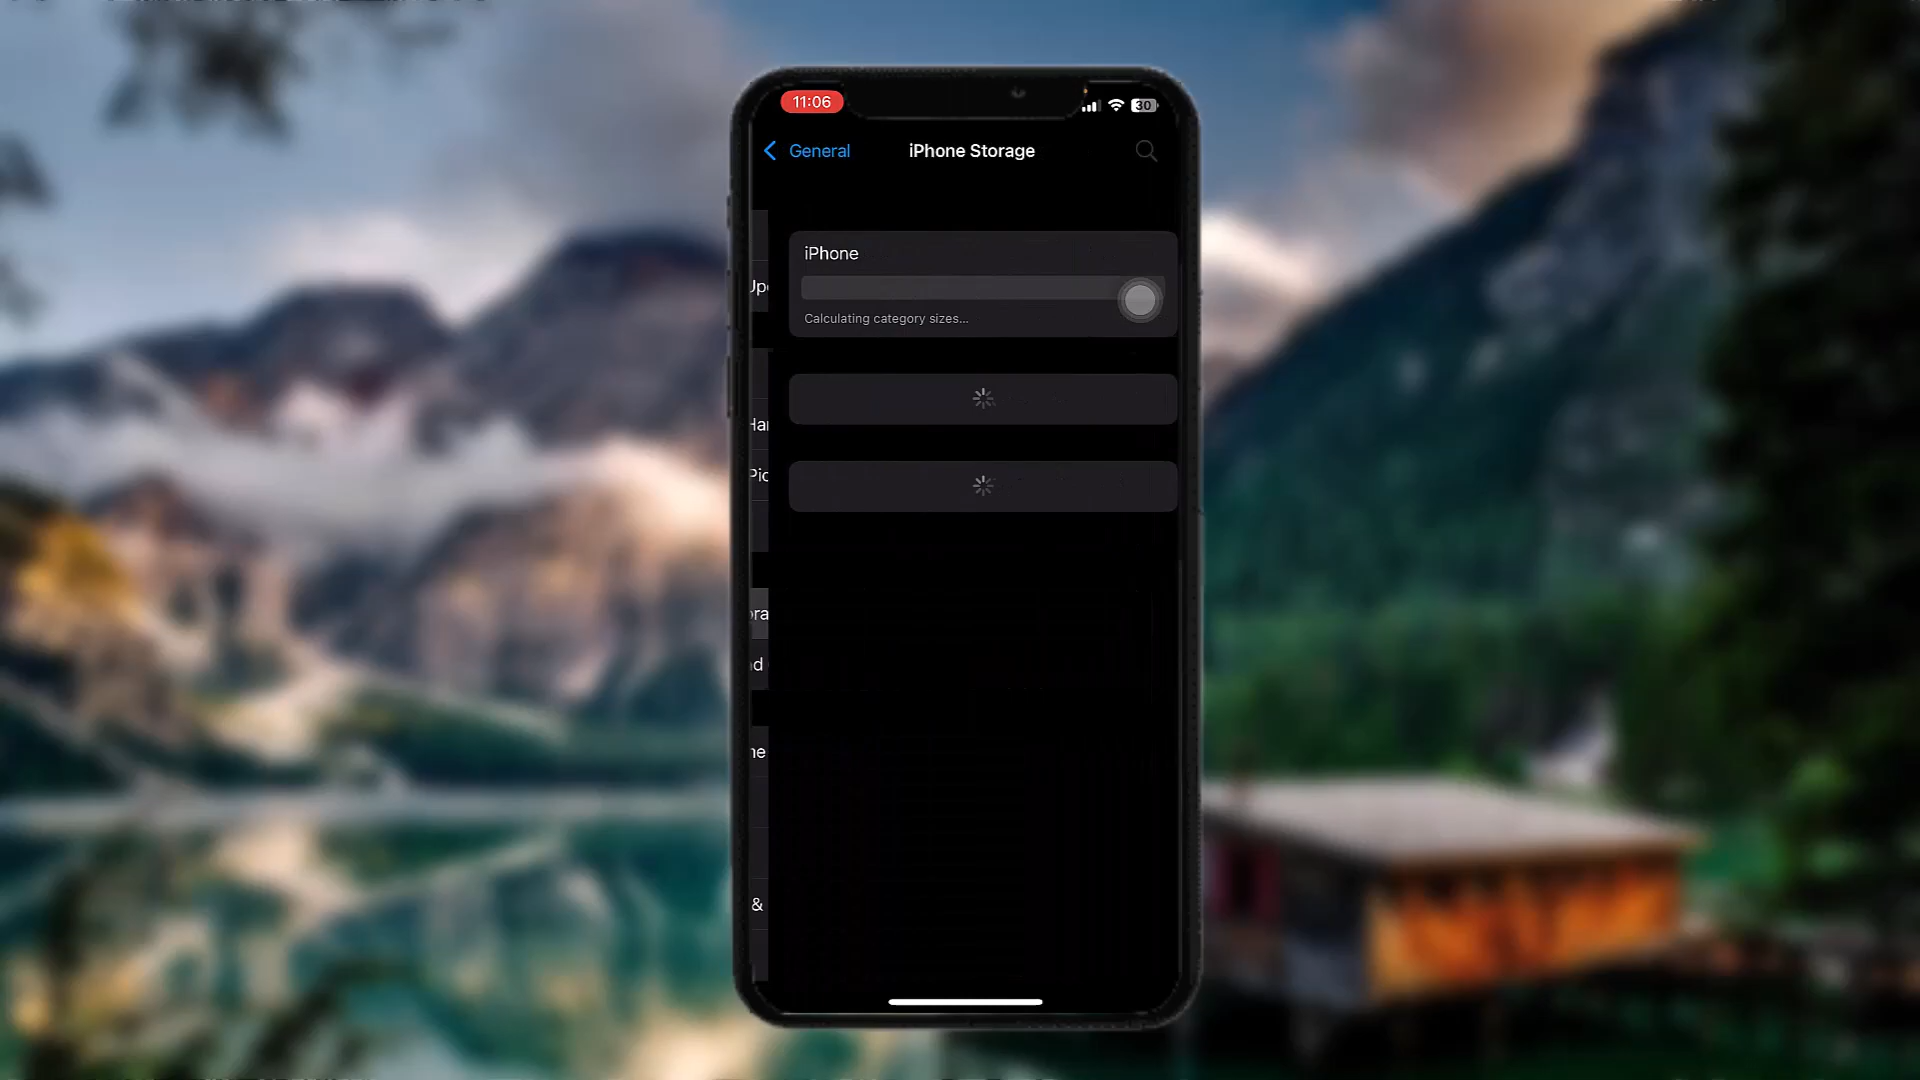 11:06
30
General
iPhone Storage
iPhone
Calculating category sizes...
&